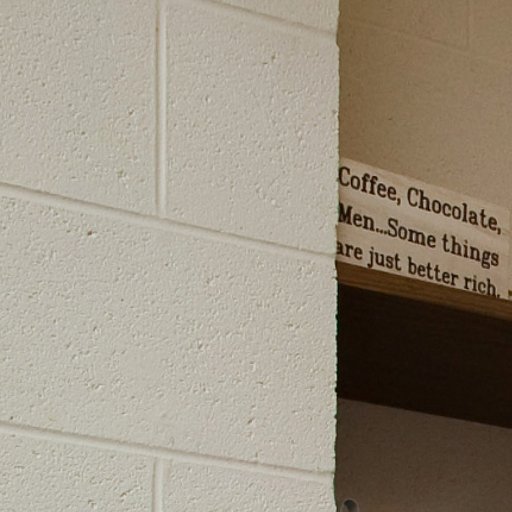 Coffee, Chocolate,
Men...Some things
are just better rich.